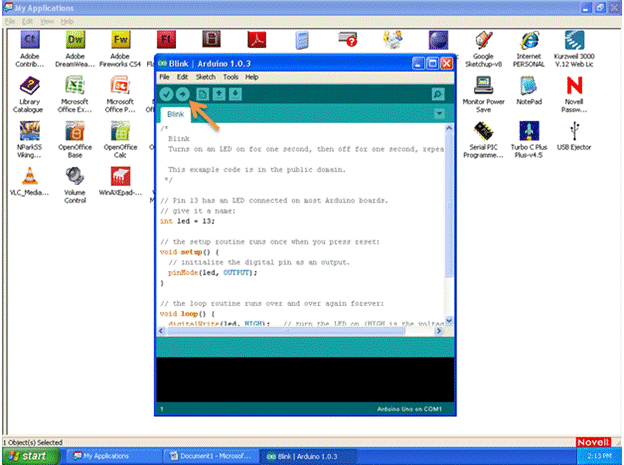 My Applications
File Edit View Help
Adobe Contrib...
Adobe DreamWea...
Adobe Fireworks CS4
Google Sketchup-v8
Internet PERSONAL
Kurzweil 3000 V.12 Web Lic
Library Catalogue
Microsoft Office Ex...
Microsoft Office P...
Monitor Power Save
NotePad
Novell Passw...
NParkSS Viking...
OpenOffice Base
OpenOffice Calc
Serial PIC Programme...
Turbo C Plus Plus-v4.5
USB Ejector
VLC_Media...
Volume Control
WinAXEpad-...
Blink | Arduino 1.0.3
File Edit Sketch Tools Help
Blink
/*
Blink
Turns on an LED on for one second, then off for one second, repea
This example code is in the public domain.
*/
// Pin 13 has an LED connected on most Arduino boards.
// give it a name:
int led = 13;
// the setup routine runs once when you press reset:
void setup() {
// initialize the digital pin as an output.
pinMode(led, OUTPUT);
}
// the loop routine runs over and over again forever:
void loop() {
digitalWrite(led, HIGH); // turn the LED on (HIGH is the voltag
1
Arduino Uno on COM1
1 Object(s) Selected
Novell
start
My Applications
Document1 - Microsof...
Blink | Arduino 1.0.3
2:13 PM